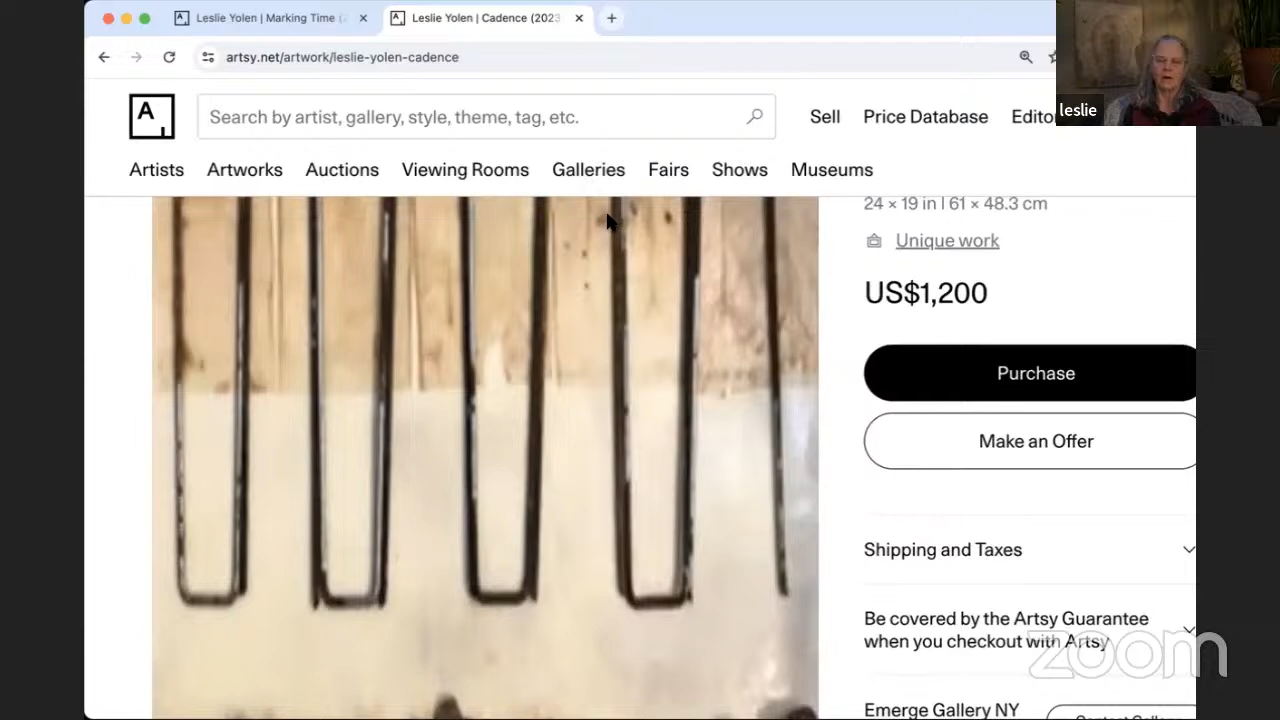 Leslie Yolen | Marking Time (
Leslie Yolen | Cadence (2023
artsy.net/artwork/leslie-yolen-cadence
leslie
A
Search by artist, gallery, style, theme, tag, etc.
Sell
Price Database
Edito
Artists
Artworks
Auctions
Viewing Rooms
Galleries
Fairs
Shows
Museums
24 × 19 in | 61 × 48.3 cm
Unique work
US$1,200
Purchase
Make an Offer
Shipping and Taxes
Be covered by the Artsy Guarantee
when you checkout with Artsy
zoom
Emerge Gallery NY